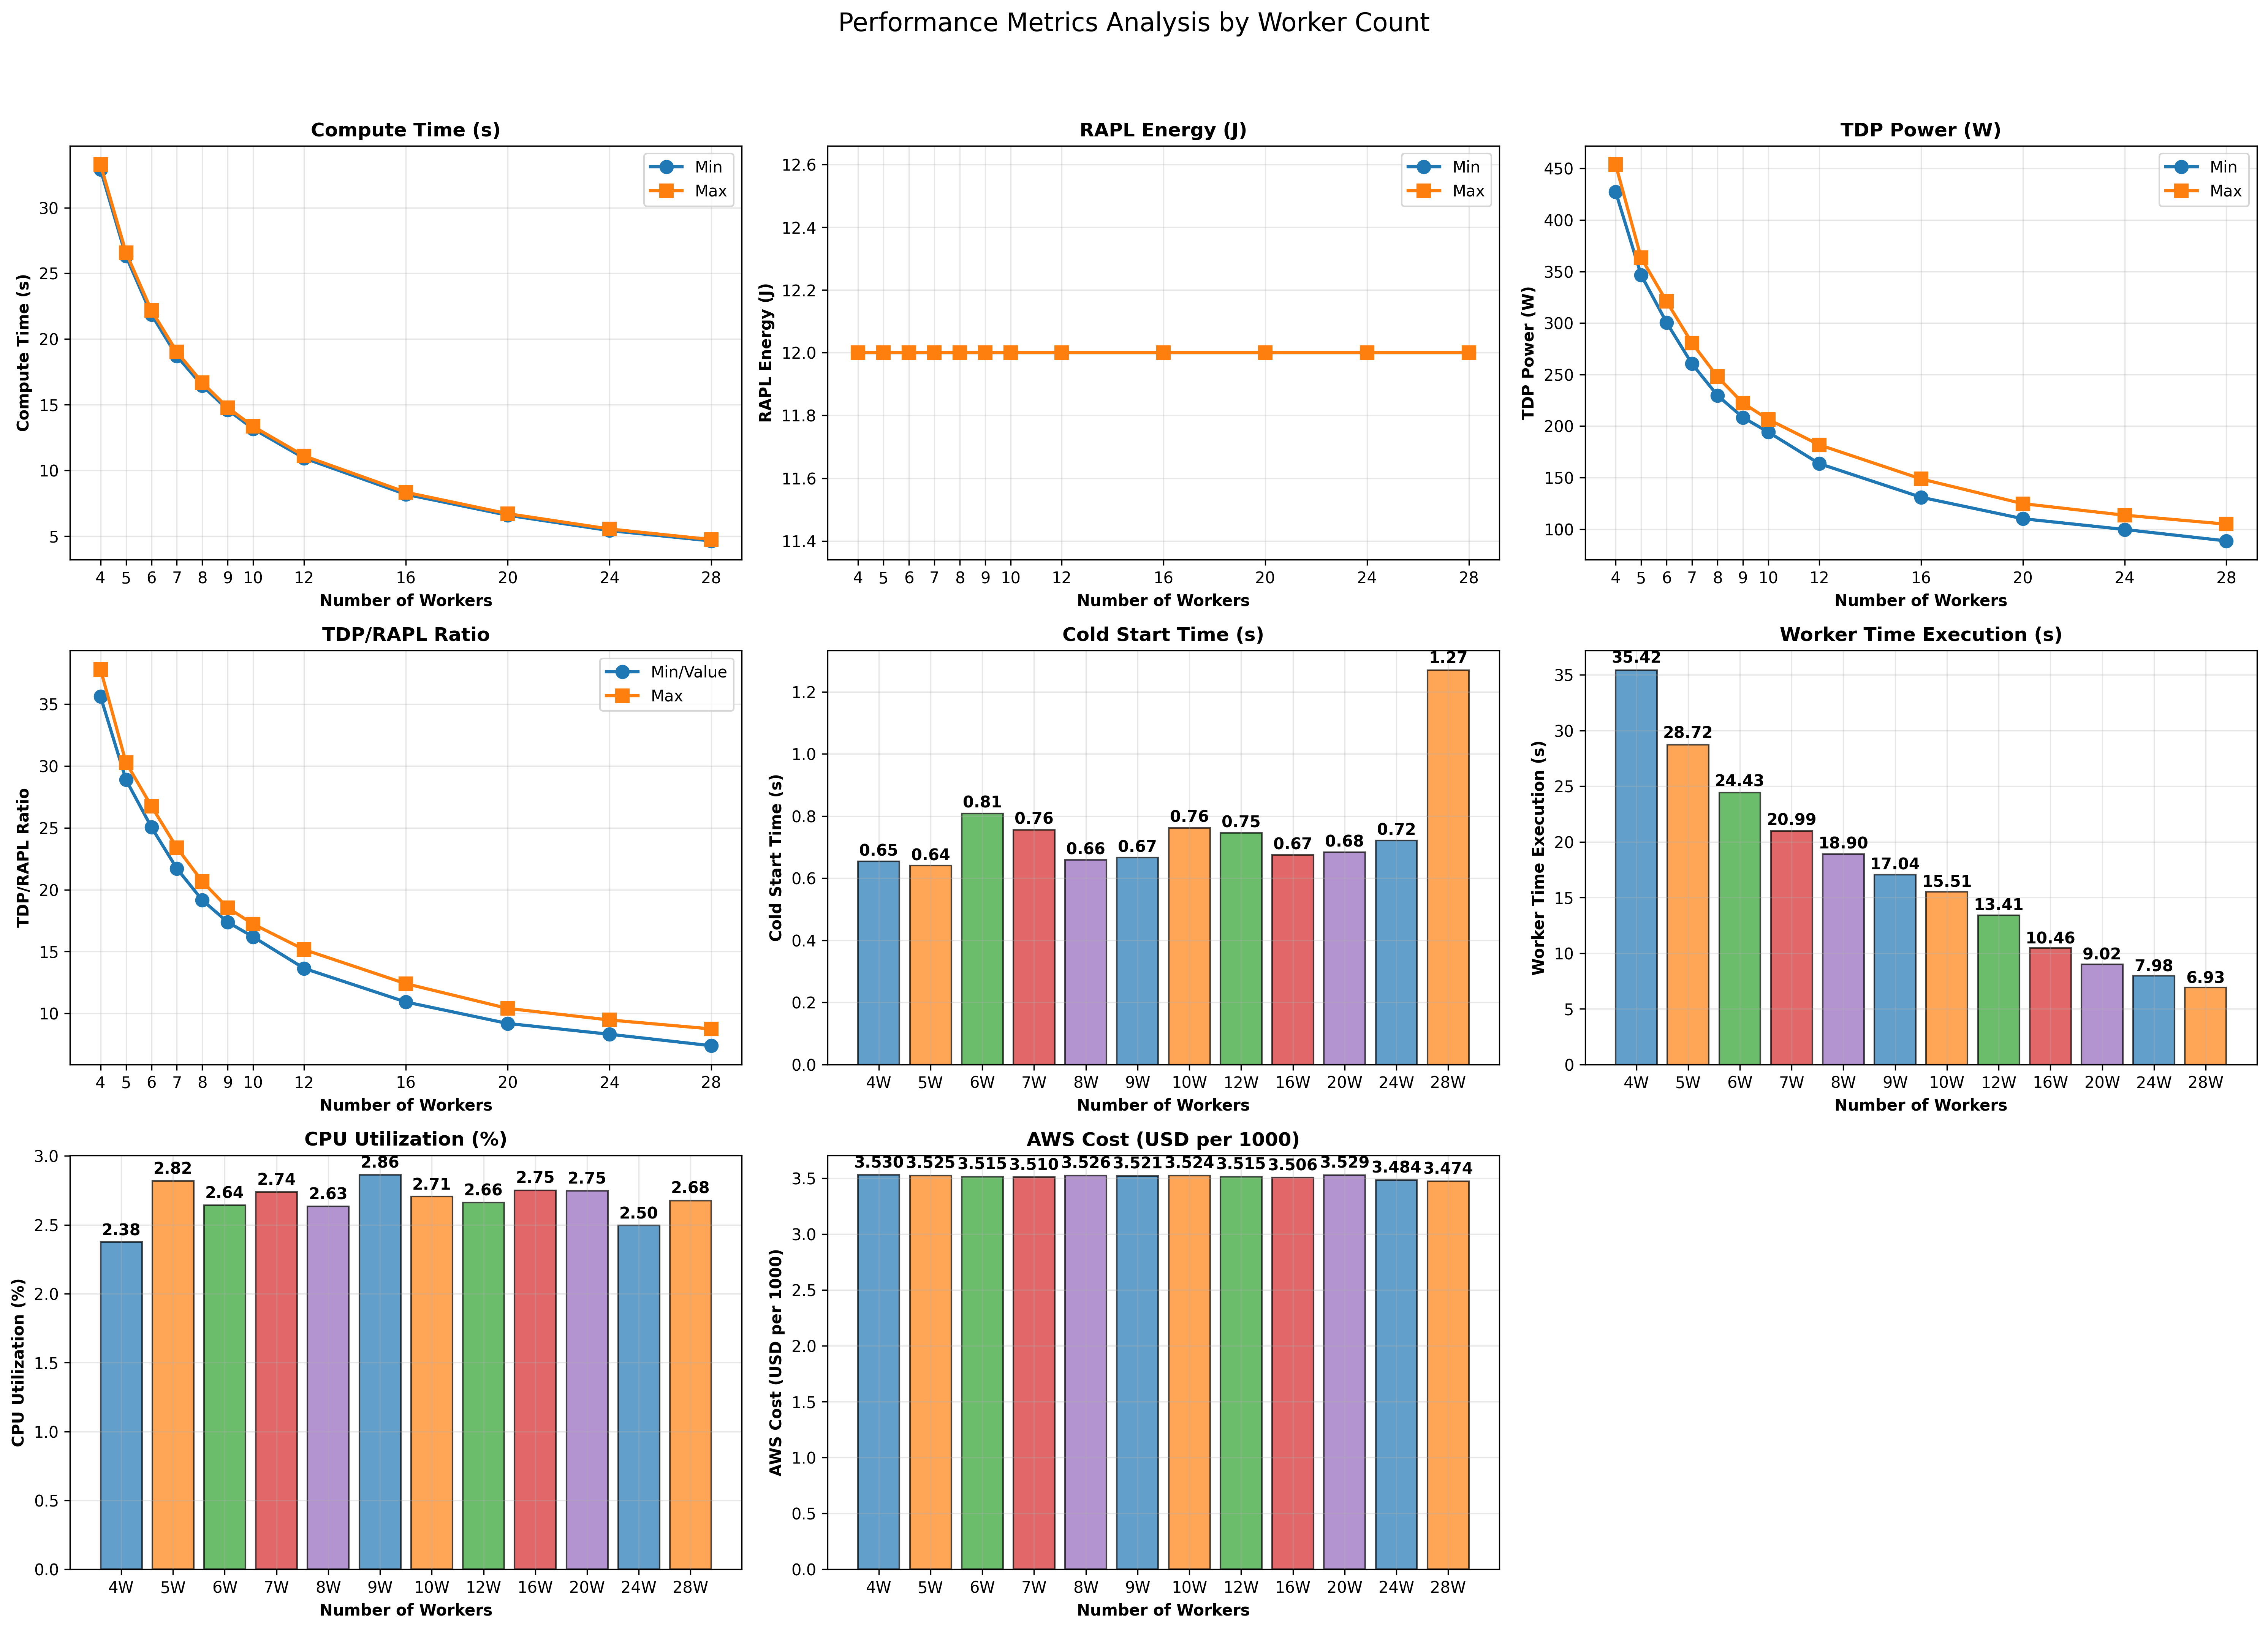 Performance Metrics Analysis by Worker Count
Compute Time (s)
Compute Time (s)
30
25
20
15
10
5
Min
Max
4 5 6 7 8 9 10 12 16 20 24 28
Number of Workers
RAPL Energy (J)
RAPL Energy (J)
12.6
12.4
12.2
12.0
11.8
11.6
11.4
Min
Max
4 5 6 7 8 9 10 12 16 20 24 28
Number of Workers
TDP Power (W)
TDP Power (W)
450
400
350
300
250
200
150
100
Min
Max
4 5 6 7 8 9 10 12 16 20 24 28
Number of Workers
TDP/RAPL Ratio
TDP/RAPL Ratio
35
30
25
20
15
10
Min/Value
Max
4 5 6 7 8 9 10 12 16 20 24 28
Number of Workers
Cold Start Time (s)
Cold Start Time (s)
1.2
1.0
0.8
0.6
0.4
0.2
0.0
0.65 0.64 0.81 0.76 0.66 0.67 0.76 0.75 0.67 0.68 0.72 1.27
4W 5W 6W 7W 8W 9W 10W 12W 16W 20W 24W 28W
Number of Workers
Worker Time Execution (s)
Worker Time Execution (s)
35
30
25
20
15
10
5
0
35.42 28.72 24.43 20.99 18.90 17.04 15.51 13.41 10.46 9.02 7.98 6.93
4W 5W 6W 7W 8W 9W 10W 12W 16W 20W 24W 28W
Number of Workers
CPU Utilization (%)
CPU Utilization (%)
3.0
2.5
2.0
1.5
1.0
0.5
0.0
2.38 2.82 2.64 2.74 2.63 2.86 2.71 2.66 2.75 2.75 2.50 2.68
4W 5W 6W 7W 8W 9W 10W 12W 16W 20W 24W 28W
Number of Workers
AWS Cost (USD per 1000)
AWS Cost (USD per 1000)
3.5
3.0
2.5
2.0
1.5
1.0
0.5
0.0
3.530 3.525 3.515 3.510 3.526 3.521 3.524 3.515 3.506 3.529 3.484 3.474
4W 5W 6W 7W 8W 9W 10W 12W 16W 20W 24W 28W
Number of Workers